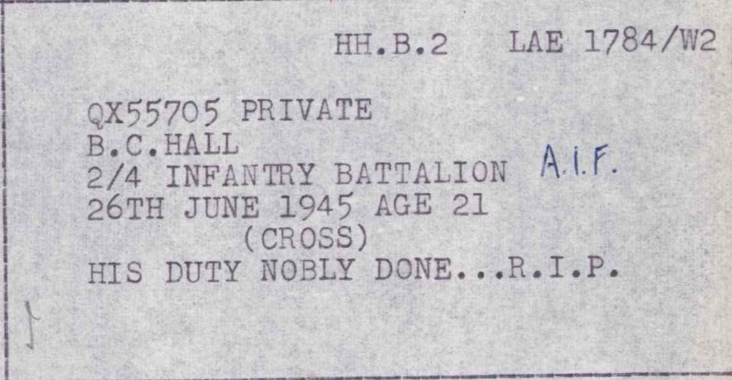 HH.B.2 LAE 1784/W2
QX55705 PRIVATE
B.C.HALL
2/4 INFANTRY BATTALION A.I.F.
26TH JUNE 1945 AGE 21
(CROSS)
HIS DUTY NOBLY DONE...R.I.P.